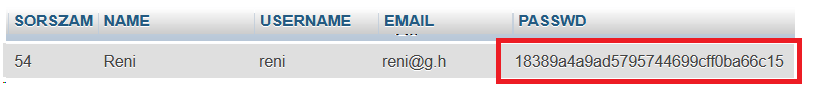 SORSZAM NAME USERNAME EMAIL PASSWD
54 Reni reni reni@g.h 18389a4a9ad5795744699cff0ba66c15